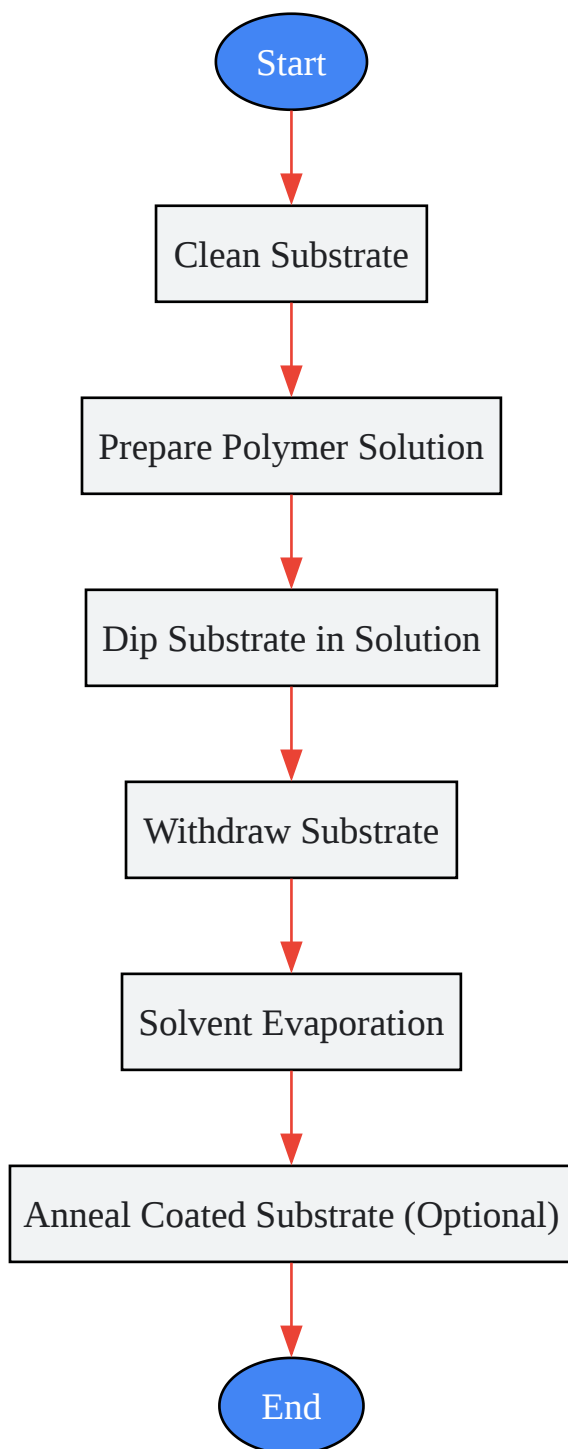 Start
Clean Substrate
Prepare Polymer Solution
Dip Substrate in Solution
Withdraw Substrate
Solvent Evaporation
Anneal Coated Substrate (Optional)
End